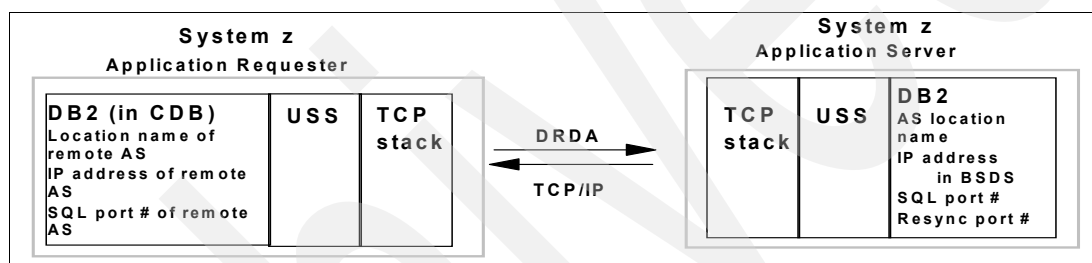 System z
Application Requester
DB2 (in CDB)
Location name of
remote AS
IP address of remote
AS
SQL port # of remote
AS
USS
TCP
stack
DRDA
TCP/IP
System z
Application Server
TCP
stack
USS
DB2
AS location
name
IP address
in BSDS
SQL port #
Resync port #